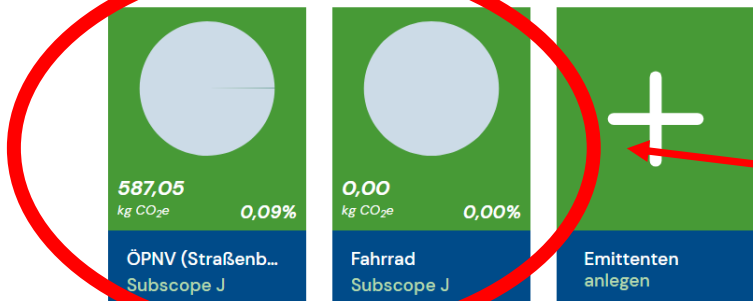 587,05
kg CO₂e 0,09%
ÖPNV (Straßenb...
Subscope J
0,00
kg CO₂e 0,00%
Fahrrad
Subscope J
Emittenten
anlegen